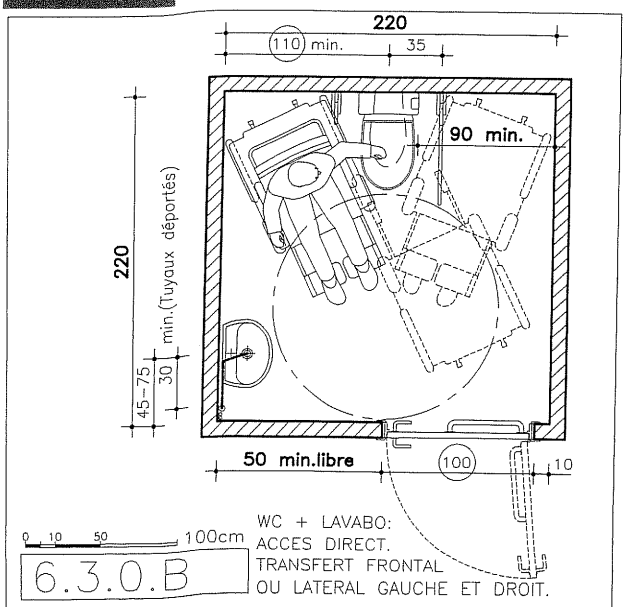 220
110 min. 35
90 min.
220
min.(Tuyaux déportés)
45-75
30
50 min.libre 100 10
0 10 50 100cm
WC + LAVABO:
ACCES DIRECT.
TRANSFERT FRONTAL
OU LATERAL GAUCHE ET DROIT.
6.3.0.B